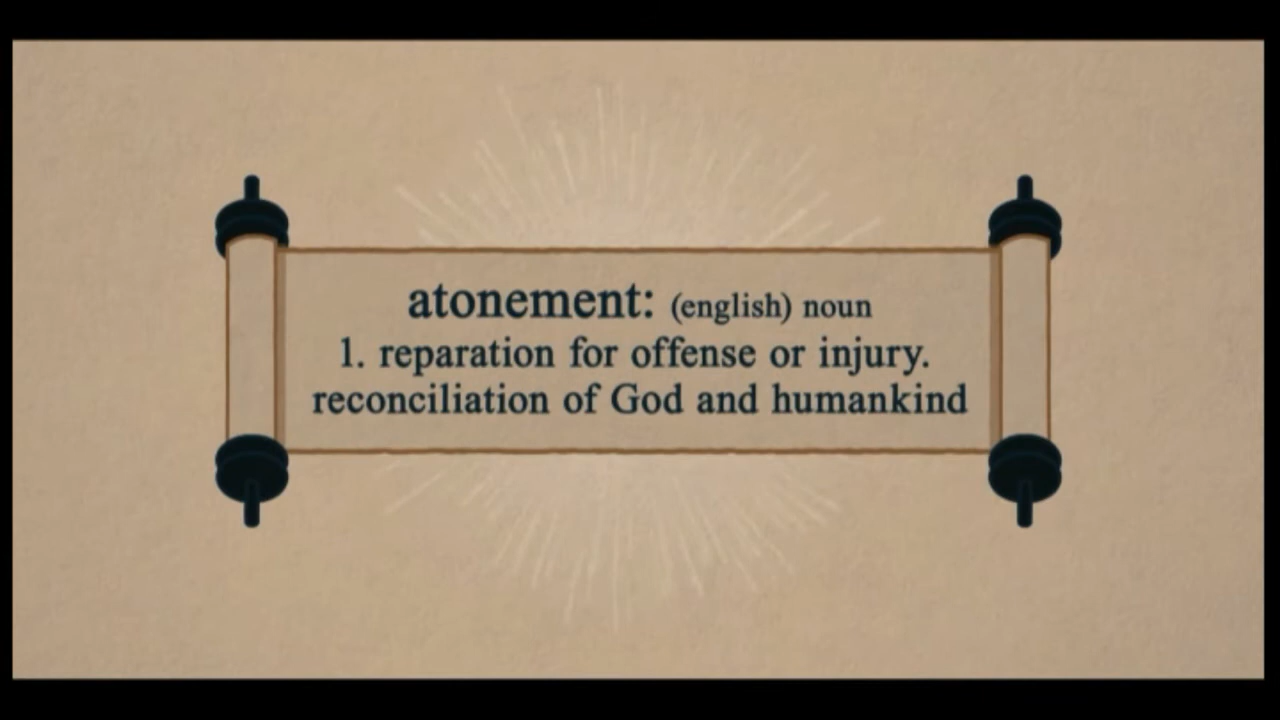 atonement: (english) noun
1. reparation for offense or injury.
reconciliation of God and humankind